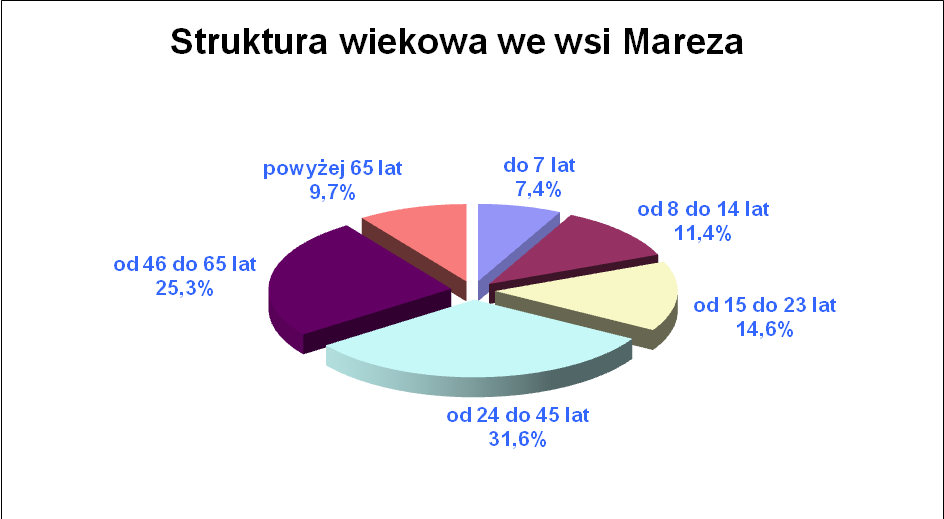 Struktura wiekowa we wsi Mareza
do 7 lat
7,4%
od 8 do 14 lat
11,4%
od 15 do 23 lat
14,6%
od 24 do 45 lat
31,6%
od 46 do 65 lat
25,3%
powyżej 65 lat
9,7%